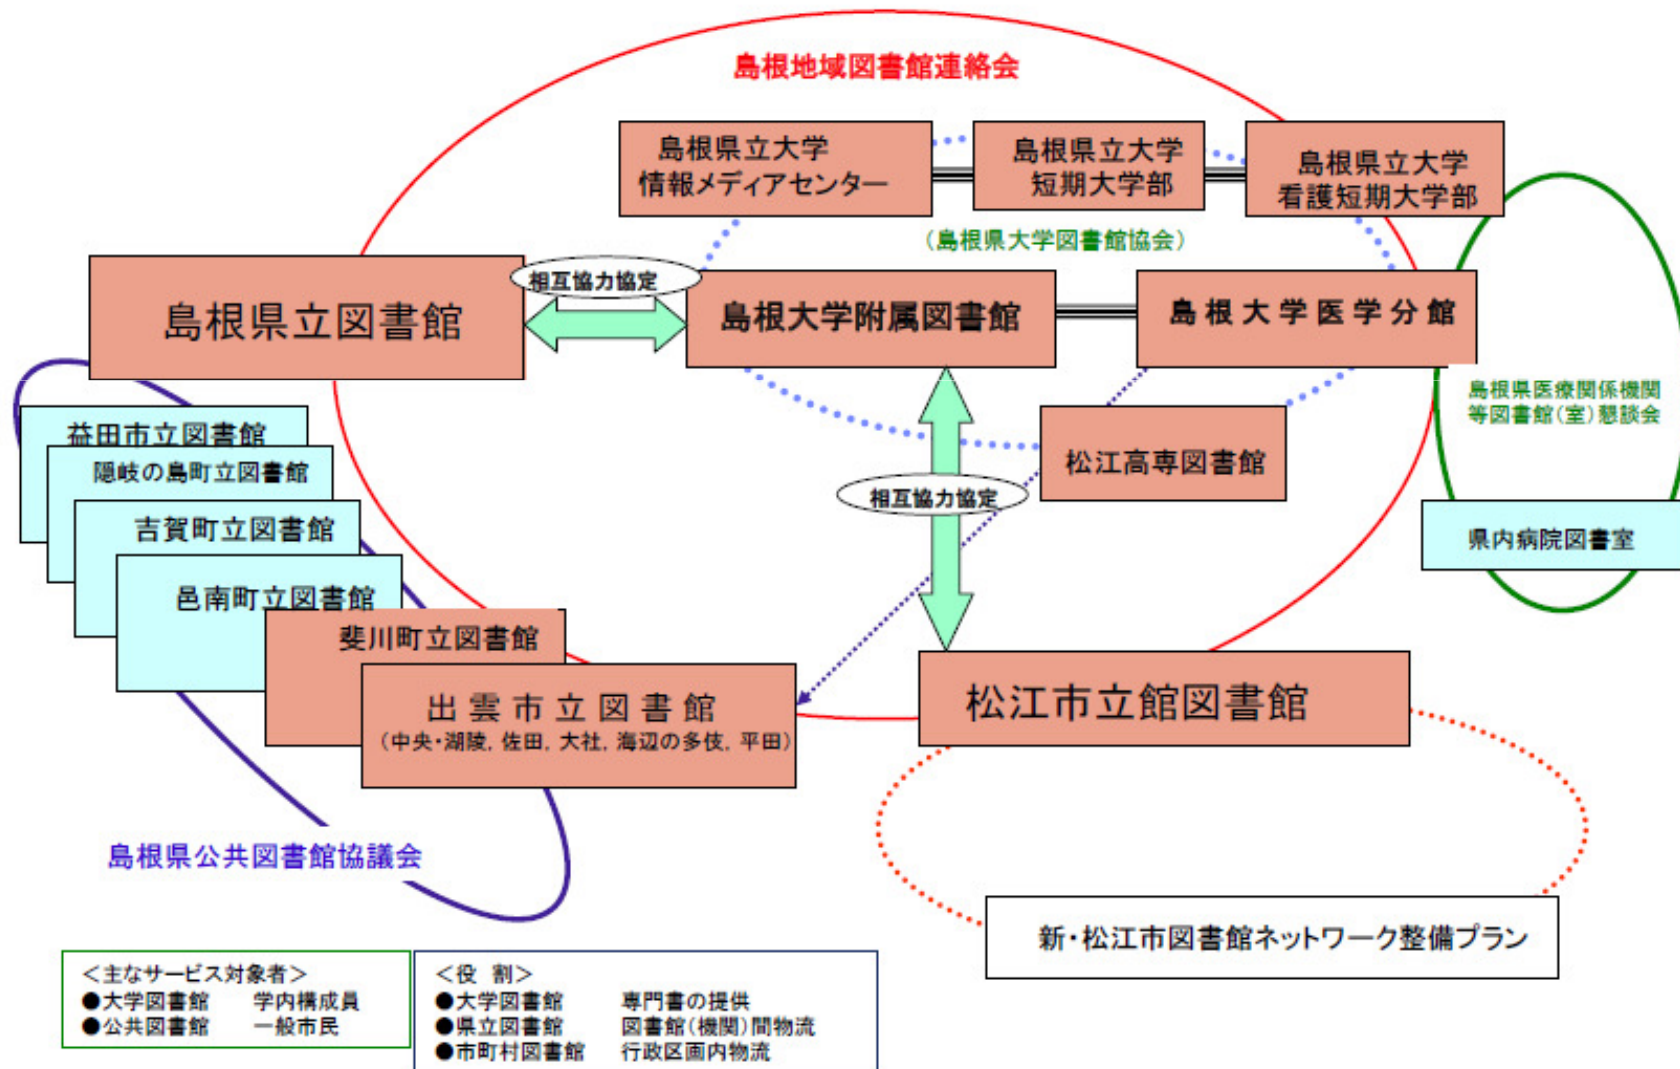 島根地域図書館連絡会
島根県立大学
情報メディアセンター
島根県立大学
短期大学部
島根県立大学
看護短期大学部
(島根県大学図書館協会)
島根県立図書館
相互協力協定
島根大学附属図書館
島根大学医学分館
島根県医療関係機関
等図書館(室)懇談会
益田市立図書館
隠岐の島町立図書館
吉賀町立図書館
邑南町立図書館
斐川町立図書館
出雲市立図書館
(中央・湖陵, 佐田, 大社, 海辺の多伎, 平田)
松江高専図書館
相互協力協定
県内病院図書室
松江市立館図書館
島根県公共図書館協議会
新・松江市図書館ネットワーク整備プラン
<主なサービス対象者>
●大学図書館 学内構成員
●公共図書館 一般市民
<役 割>
●大学図書館 専門書の提供
●県立図書館 図書館(機関)間物流
●市町村図書館 行政区画内物流